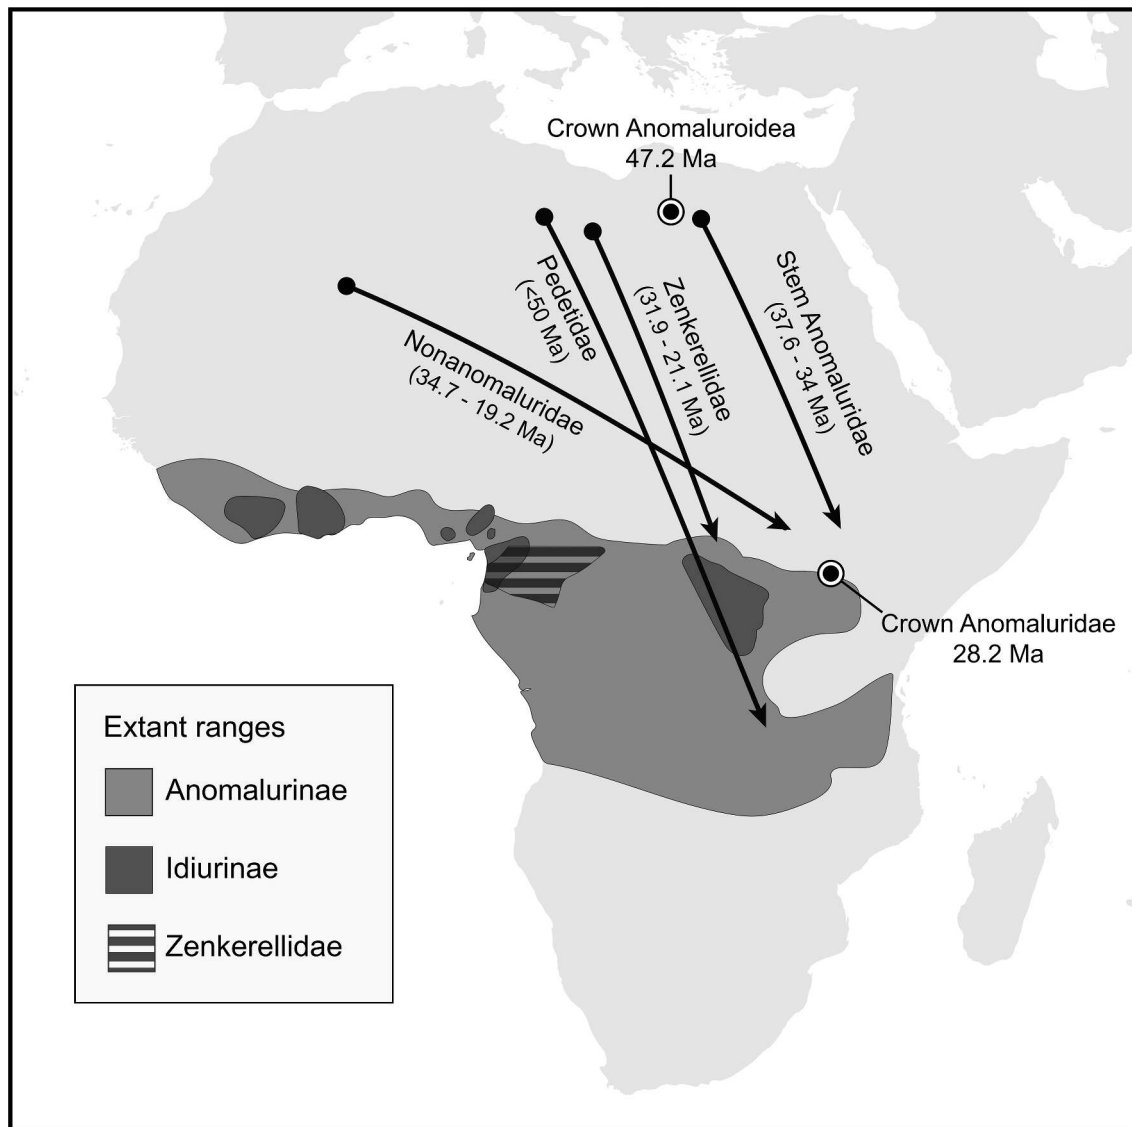 Crown Anomaluroidea
47.2 Ma
Pedetidae
(<50 Ma)
Zenkerellidae
(31.9 - 21.1 Ma)
Stem Anomaluridae
(37.6 - 34 Ma)
Nonanomaluridae
(34.7 - 19.2 Ma)
Crown Anomaluridae
28.2 Ma
Extant ranges
Anomalurinae
Idiurinae
Zenkerellidae